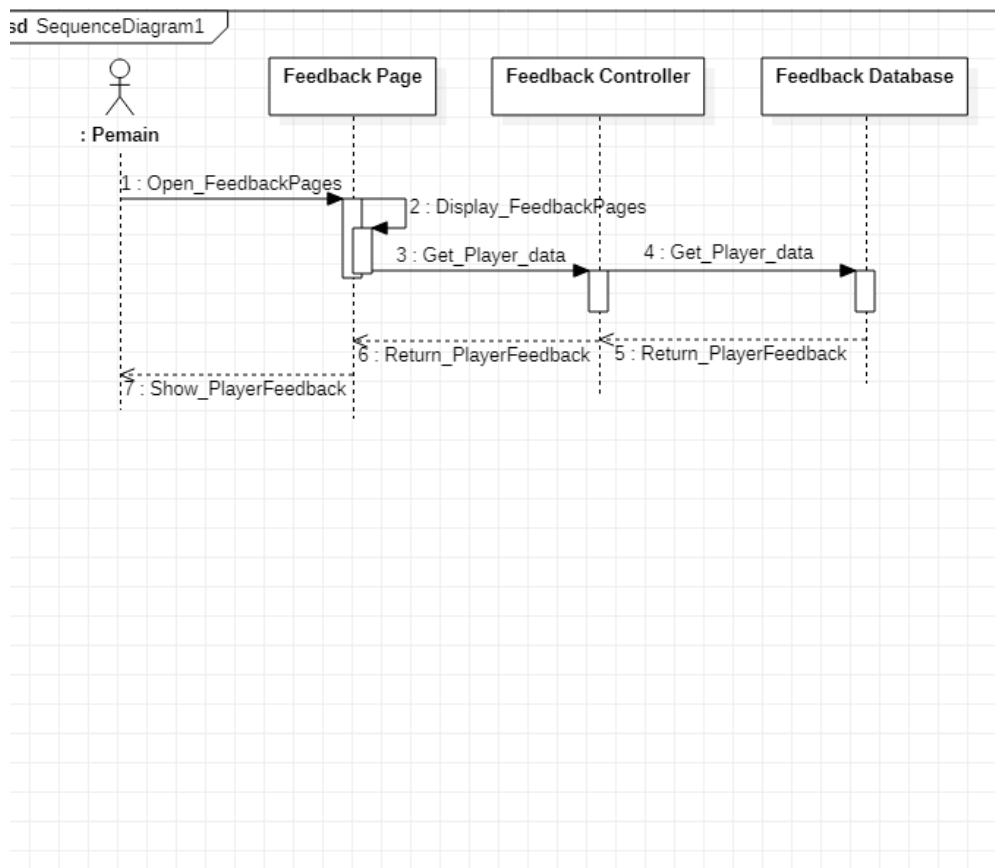 sd SequenceDiagram1
Feedback Page
Feedback Controller
Feedback Database
: Pemain
1 : Open_FeedbackPages
2 : Display_FeedbackPages
3 : Get_Player_data
4 : Get_Player_data
6 : Return_PlayerFeedback
5 : Return_PlayerFeedback
7 : Show_PlayerFeedback